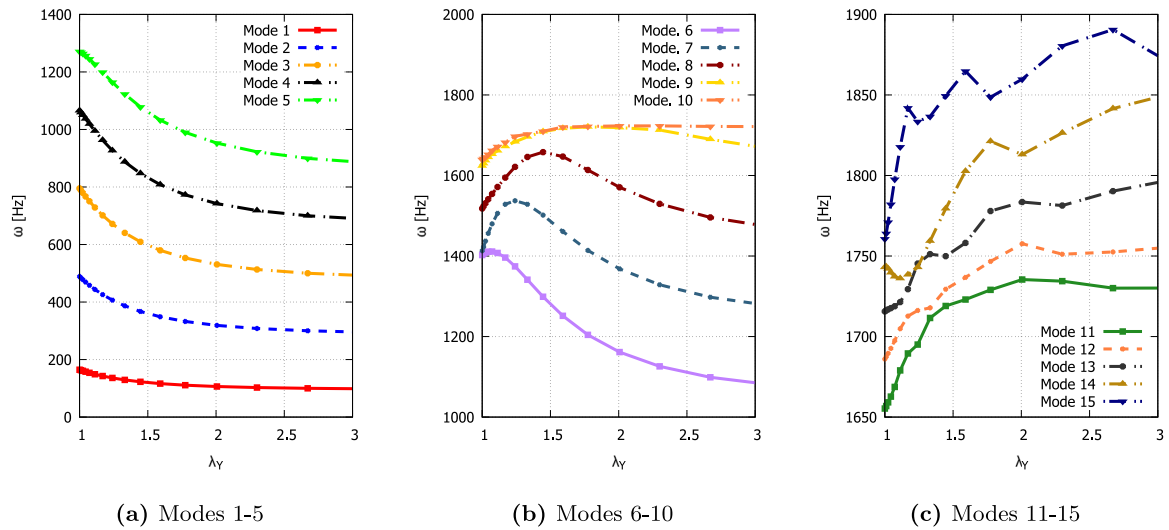 1400
1200
1000
800
600
400
200
0
ω [Hz]
1
1.5
2
2.5
3
λY
Mode 1
Mode 2
Mode 3
Mode 4
Mode 5
(a) Modes 1-5
2000
1800
1600
1400
1200
1000
ω [Hz]
1
1.5
2
2.5
3
λY
Mode. 6
Mode. 7
Mode. 8
Mode. 9
Mode. 10
(b) Modes 6-10
1900
1850
1800
1750
1700
1650
ω [Hz]
1
1.5
2
2.5
3
λY
Mode 11
Mode 12
Mode 13
Mode 14
Mode 15
(c) Modes 11-15